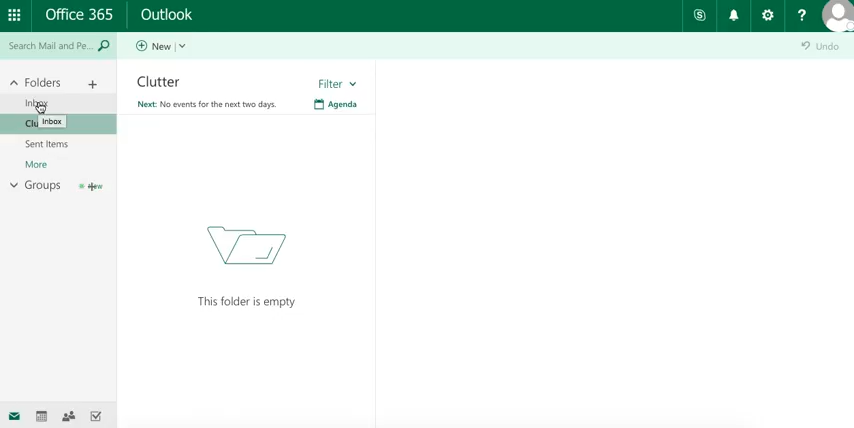 Office 365
Outlook
?
Search Mail and Pe...
New
Undo
Folders
Inbox
Inbox
Sent Items
More
Groups
Clutter
Filter
Next: No events for the next two days.
Agenda
This folder is empty